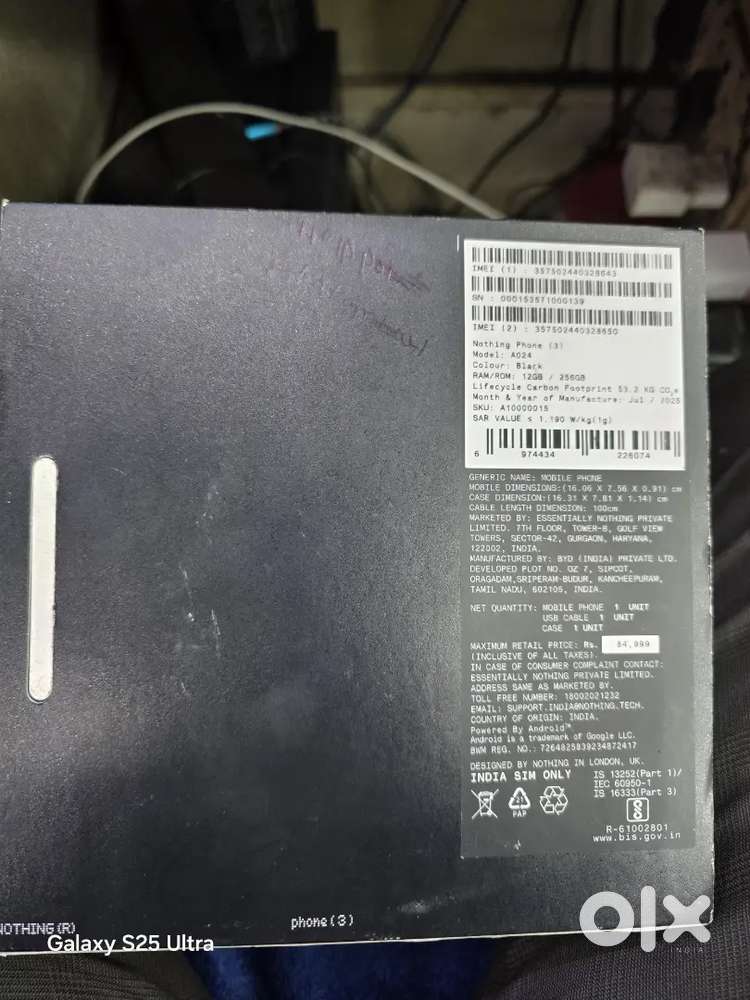 IMEI (1) : 357502440328643
SN : 000153571000139
IMEI (2) : 357502440328650
Nothing Phone (3)
Model: A024
Colour: Black
RAM/ROM: 12GB / 256GB
Lifecycle Carbon Footprint 53.2 KG CO₂e
Month & Year of Manufacture: Jul / 2025
SKU: A10000015
SAR VALUE ≤ 1.190 W/kg(1g)
6 974434 226074
GENERIC NAME: MOBILE PHONE
MOBILE DIMENSIONS:(16.06 X 7.56 X 0.91) cm
CASE DIMENSION:(16.31 X 7.81 X 1.14) cm
CABLE LENGTH DIMENSION: 100cm
MARKETED BY: ESSENTIALLY NOTHING PRIVATE
LIMITED. 7TH FLOOR, TOWER-B, GOLF VIEW
TOWERS, SECTOR-42, GURGAON, HARYANA,
122002, INDIA.
MANUFACTURED BY: BYD (INDIA) PRIVATE LTD.
DEVELOPED PLOT NO. OZ 7, SIPCOT,
ORAGADAM,SRIPERAM-BUDUR, KANCHEEPURAM,
TAMIL NADU, 602105, INDIA.
NET QUANTITY: MOBILE PHONE 1 UNIT
USB CABLE 1 UNIT
CASE 1 UNIT
MAXIMUM RETAIL PRICE: Rs. 84,999
(INCLUSIVE OF ALL TAXES).
IN CASE OF CONSUMER COMPLAINT CONTACT:
ESSENTIALLY NOTHING PRIVATE LIMITED.
ADDRESS SAME AS MARKETED BY.
TOLL FREE NUMBER: 18002021232
EMAIL: SUPPORT.INDIA@NOTHING.TECH.
COUNTRY OF ORIGIN: INDIA.
Powered By Android™
Android is a trademark of Google LLC.
BWM REG. NO.: 7264825839234872417
DESIGNED BY NOTHING IN LONDON, UK.
INDIA SIM ONLY
IS 13252(Part 1)/
IEC 60950-1
IS 16333(Part 3)
PAP
R-61002801
www.bis.gov.in
NOTHING (R)
phone (3)
Galaxy S25 Ultra
olx
INDIA